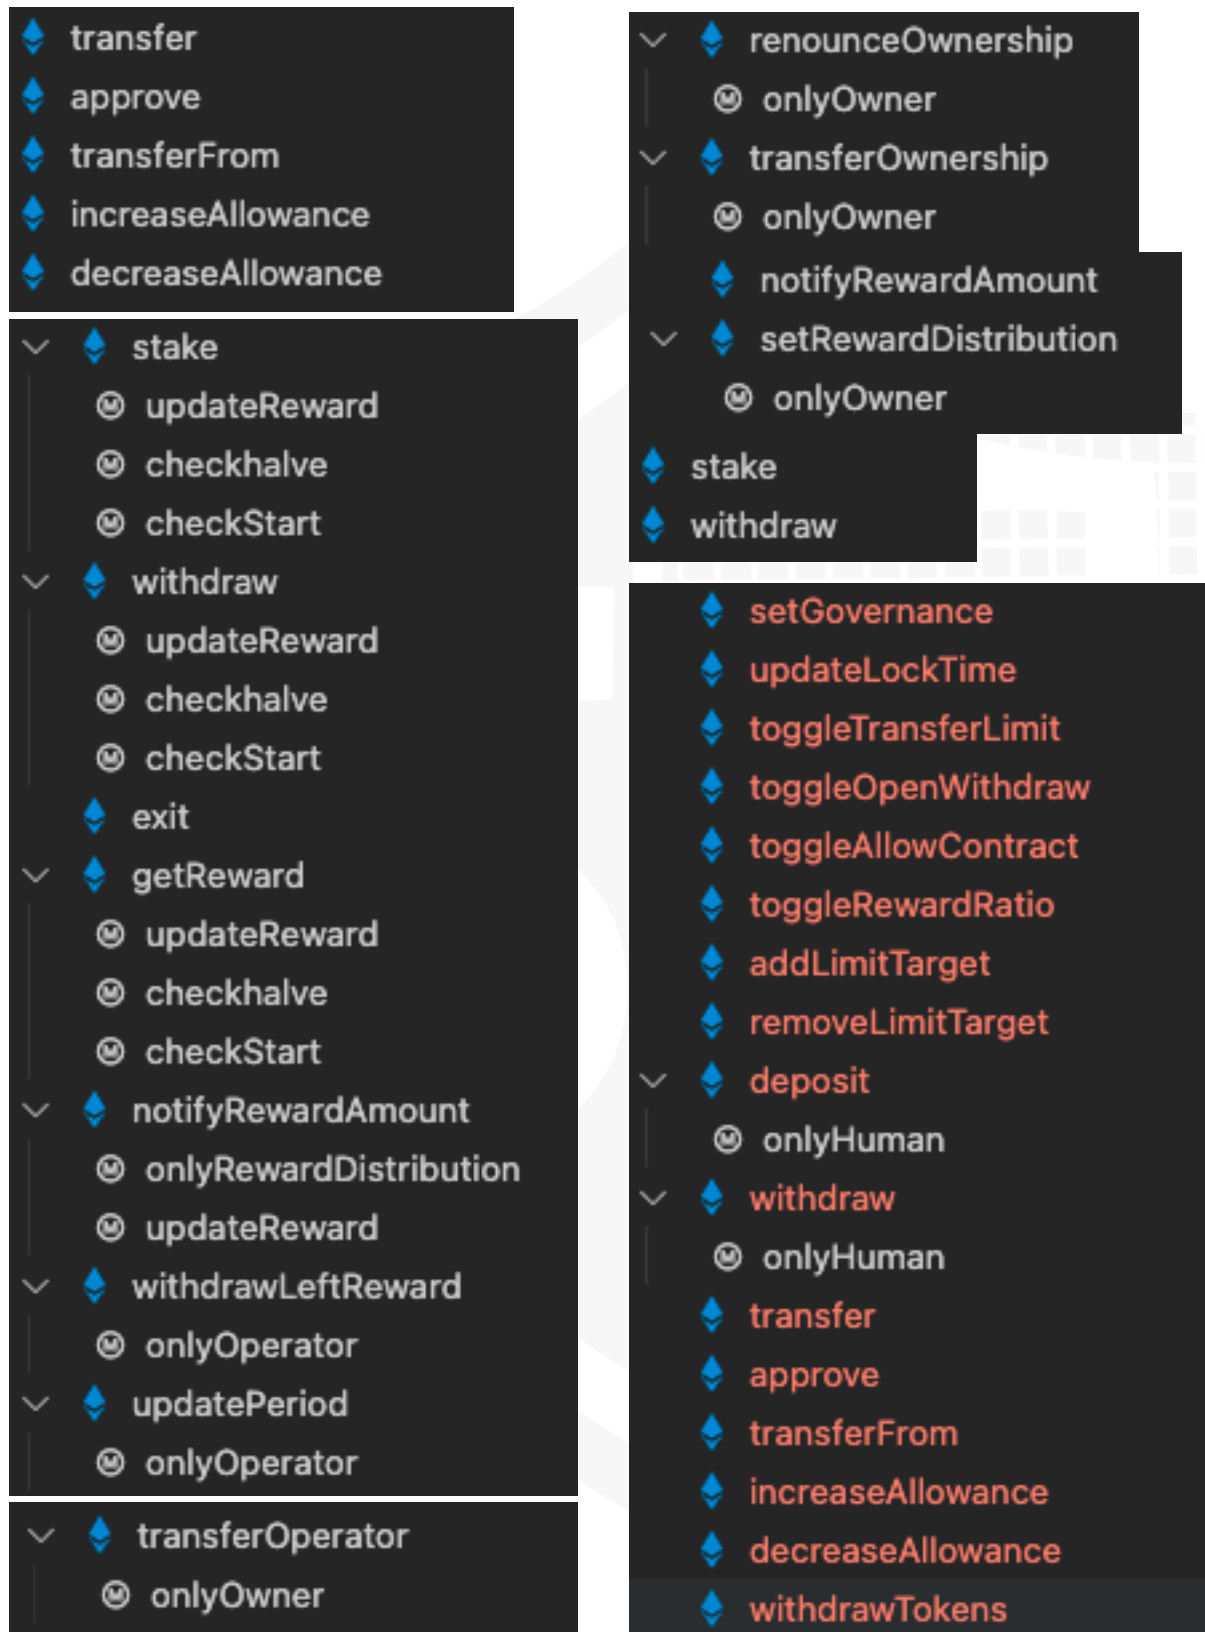 transfer
approve
transferFrom
increaseAllowance
decreaseAllowance
stake
updateReward
checkhalve
checkStart
withdraw
updateReward
checkhalve
checkStart
exit
getReward
updateReward
checkhalve
checkStart
notifyRewardAmount
onlyRewardDistribution
updateReward
withdrawLeftReward
onlyOperator
updatePeriod
onlyOperator
transferOperator
onlyOwner
renounceOwnership
onlyOwner
transferOwnership
onlyOwner
notifyRewardAmount
setRewardDistribution
onlyOwner
stake
withdraw
setGovernance
updateLockTime
toggleTransferLimit
toggleOpenWithdraw
toggleAllowContract
toggleRewardRatio
addLimitTarget
removeLimitTarget
deposit
onlyHuman
withdraw
onlyHuman
transfer
approve
transferFrom
increaseAllowance
decreaseAllowance
withdrawTokens